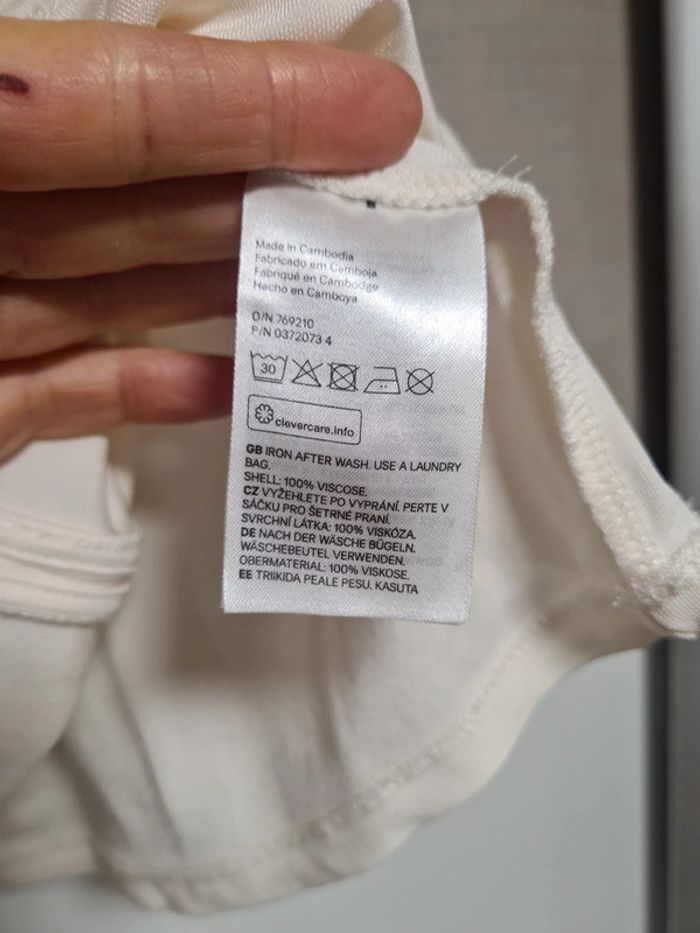 Made in Cambodia
Fabricado em Camboja
Fabriqué en Cambodge
Hecho en Camboya
O/N 769210
P/N 0372073 4
30
clevercare.info
GB IRON AFTER WASH. USE A LAUNDRY
BAG.
SHELL: 100% VISCOSE.
CZ VYŽEHLETE PO VYPRÁNÍ. PERTE V
SÁČKU PRO ŠETRNÉ PRANÍ.
SVRCHNÍ LÁTKA: 100% VISKÓZA.
DE NACH DER WÄSCHE BÜGELN.
WÄSCHEBEUTEL VERWENDEN.
OBERMATERIAL: 100% VISKOSE.
EE TRIIKIDA PEALE PESU. KASUTA